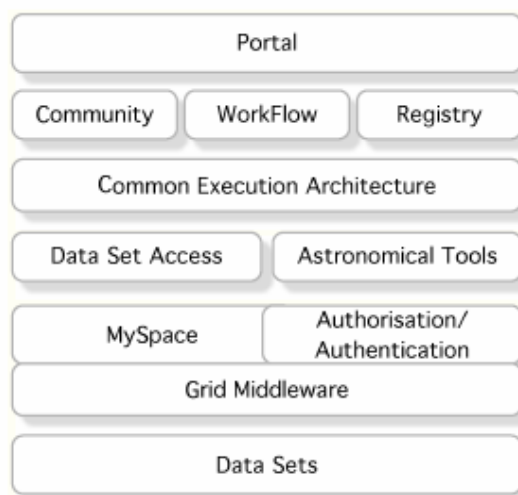 Portal
Community
WorkFlow
Registry
Common Execution Architecture
Data Set Access
Astronomical Tools
MySpace
Authorisation/
Authentication
Grid Middleware
Data Sets